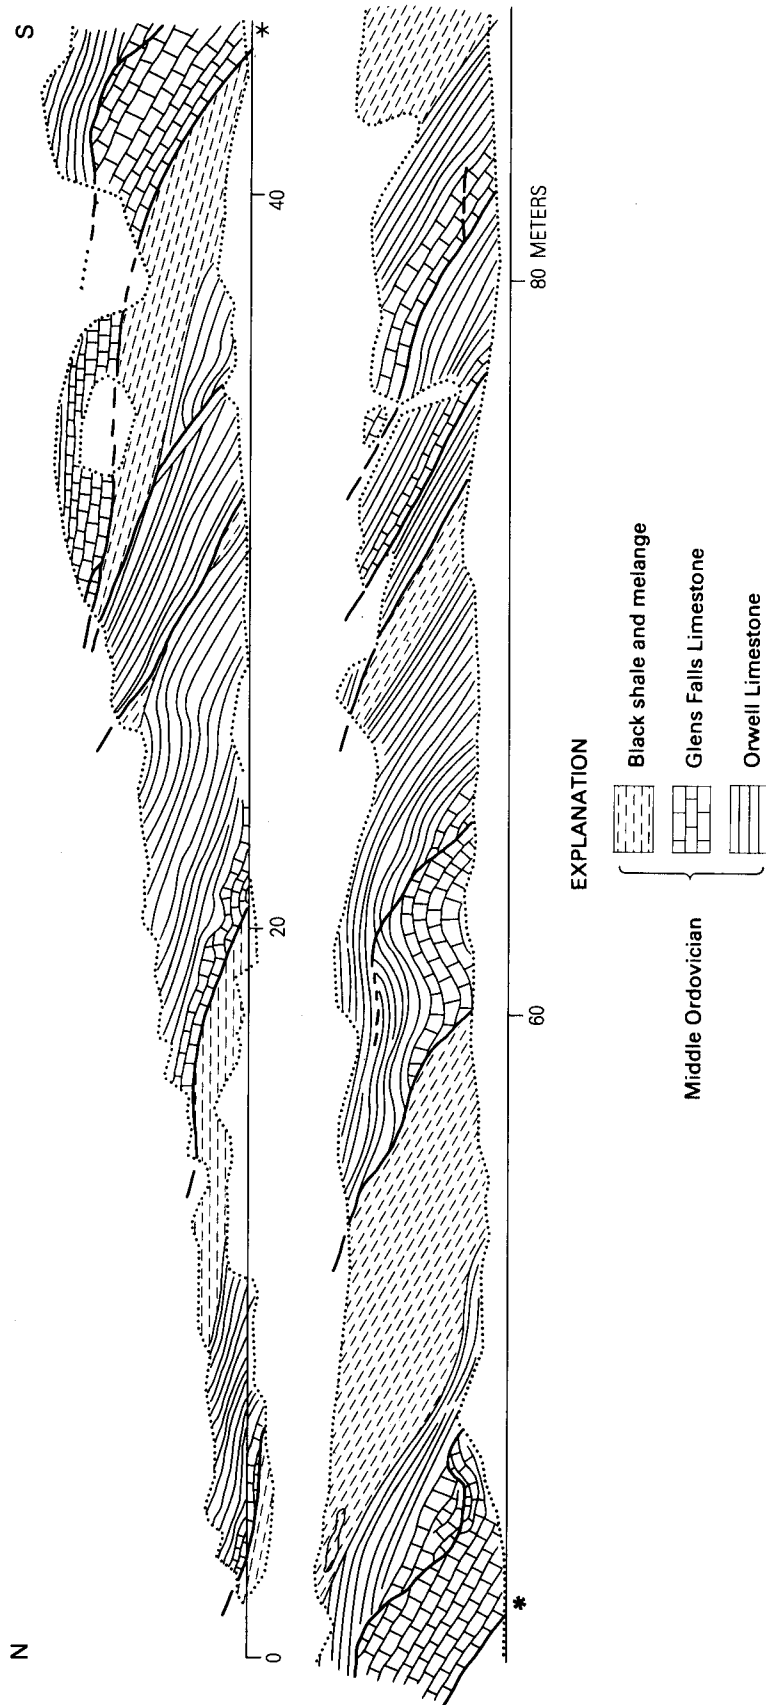 N
S
0
20
40
*
*
60
80 METERS
EXPLANATION
Black shale and melange
Glens Falls Limestone
Orwell Limestone
Middle Ordovician